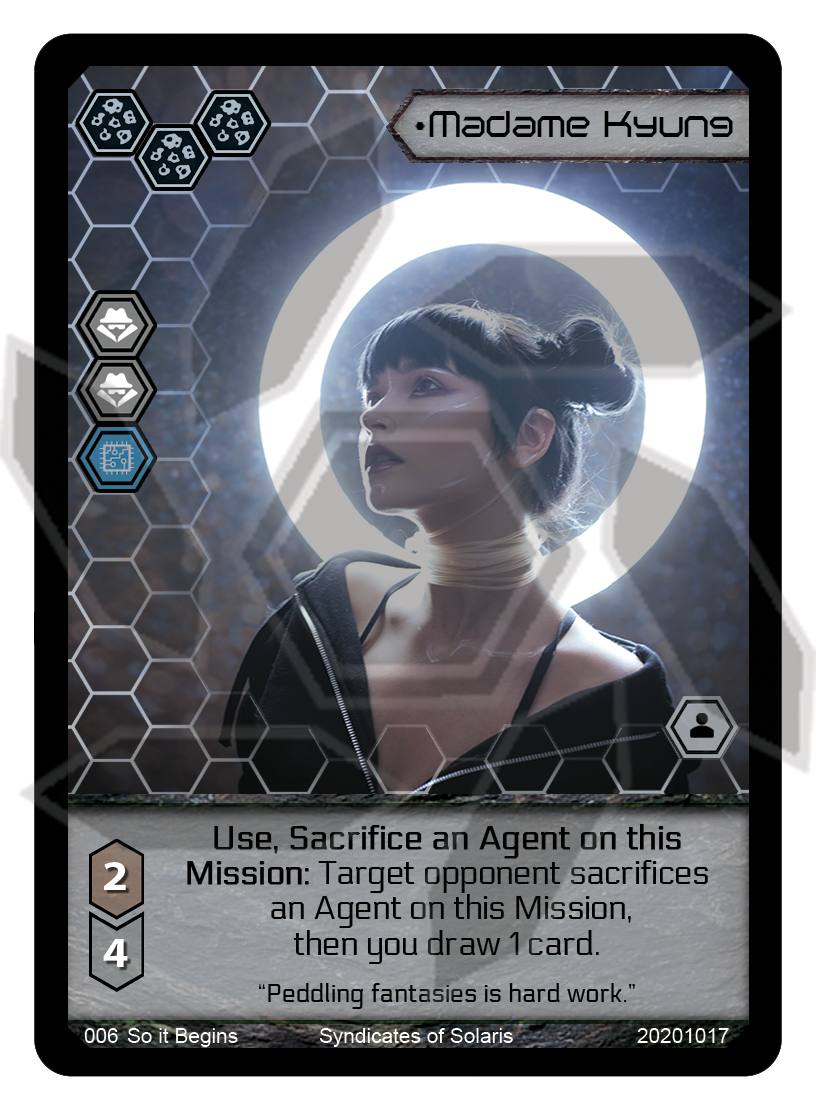 •Madame Kyung
2
4
Use, Sacrifice an Agent on this
Mission: Target opponent sacrifices
an Agent on this Mission,
then you draw 1 card.
“Peddling fantasies is hard work.”
006 So it Begins Syndicates of Solaris 20201017